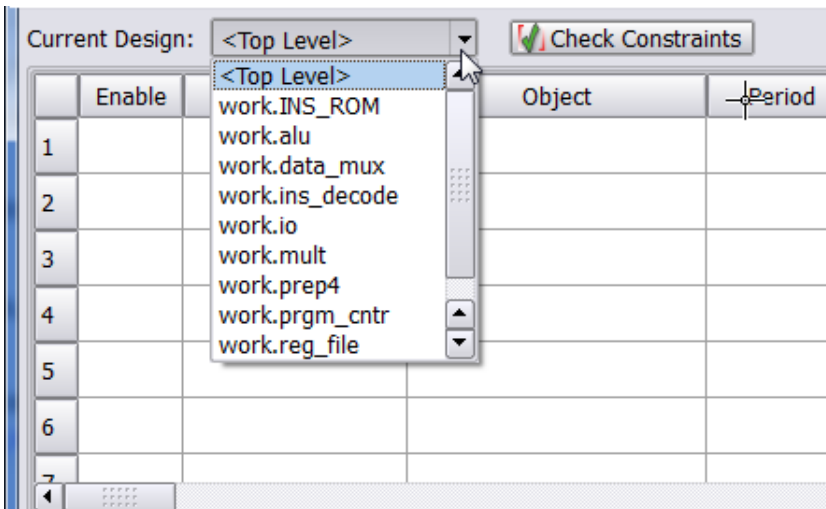 Current Design: <Top Level> Check Constraints
<Top Level>
Enable Object Period
work.INS_ROM
work.alu
1
work.data_mux
work.ins_decode
2
work.io
work.mult
3
work.prep4
work.prgm_cntr
4
work.reg_file
5
6
7